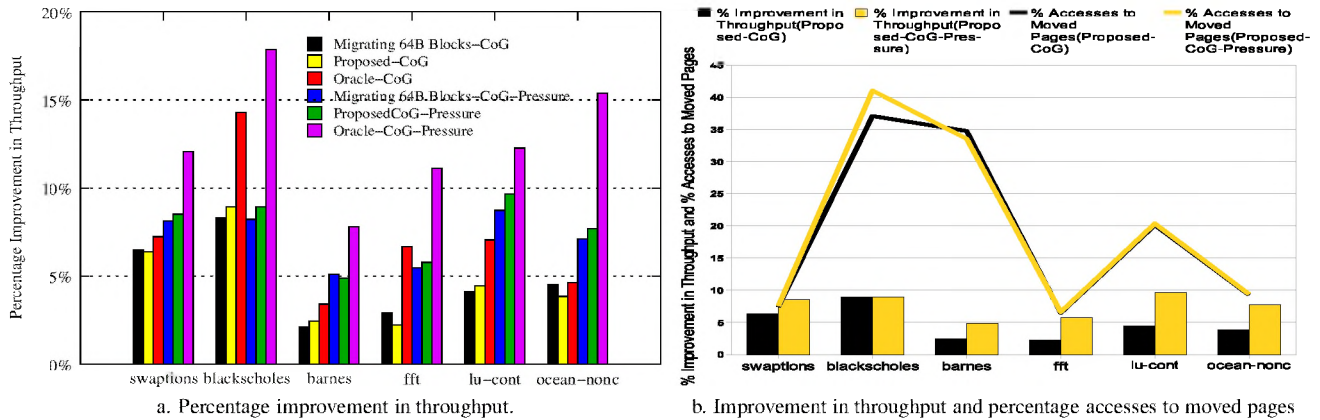 Percentage Improvement in Throughput
20%
15%
10%
5%
0%
Migrating 64B Blocks-CoG
Proposed-CoG
Oracle-CoG
Migrating 64B.Blocks-CoG-Pressure
ProposedCoG-Pressure
Oracle-CoG-Pressure
swaptions blackscholes barnes fft lu-cont ocean-nonc
a. Percentage improvement in throughput.
% Improvement in
Throughput(Propo
sed-CoG)
% Improvement in
Throughput(Propo
sed-CoG-Pres-
sure)
% Accesses to
Moved
Pages(Proposed-
CoG)
% Accesses to
Moved
Pages(Proposed-
CoG-Pressure)
% Improvement in Throughput and % Accesses to Moved Pages
45
40
35
30
25
20
15
10
5
0
swaptions blackscholes barnes fft lu-cont ocean-nonc
b. Improvement in throughput and percentage accesses to moved pages